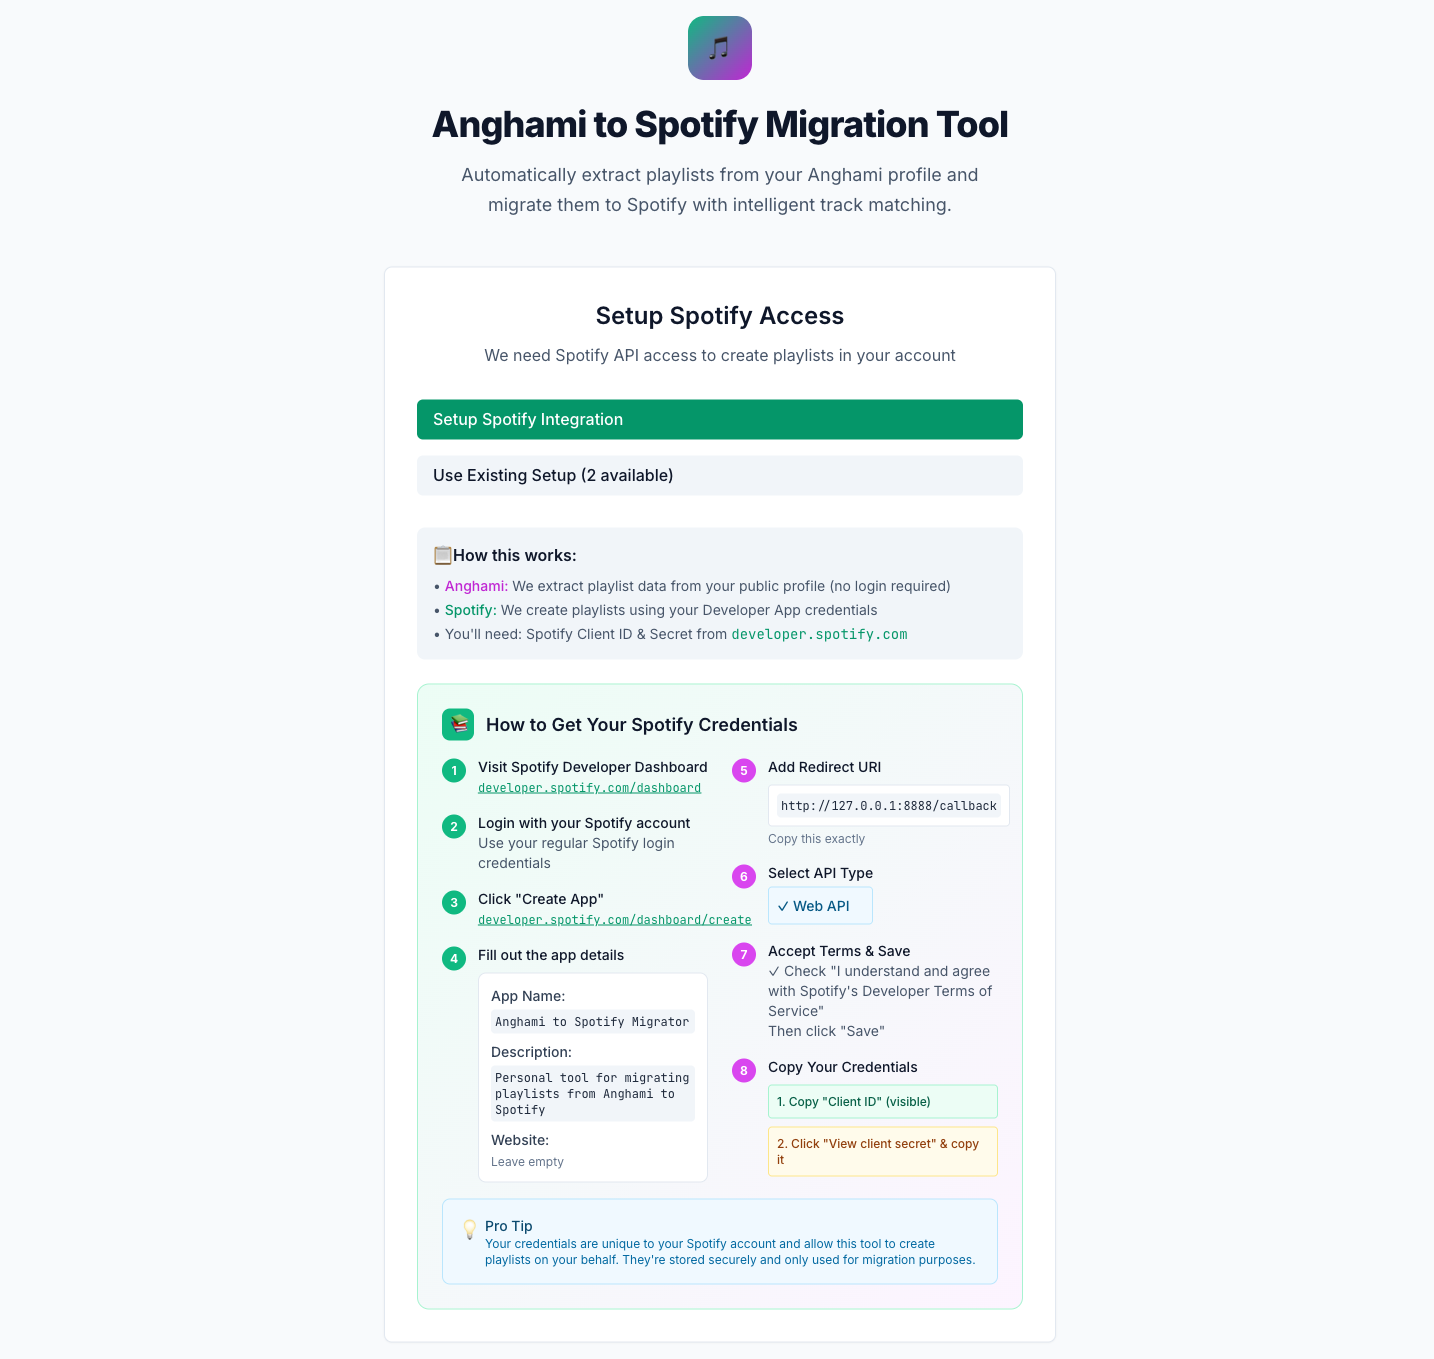 Anghami to Spotify Migration Tool
Automatically extract playlists from your Anghami profile and
migrate them to Spotify with intelligent track matching.
Setup Spotify Access
We need Spotify API access to create playlists in your account
Setup Spotify Integration
Use Existing Setup (2 available)
How this works:
• Anghami: We extract playlist data from your public profile (no login required)
• Spotify: We create playlists using your Developer App credentials
• You'll need: Spotify Client ID & Secret from developer.spotify.com
How to Get Your Spotify Credentials
1 Visit Spotify Developer Dashboard
developer.spotify.com/dashboard
2 Login with your Spotify account
Use your regular Spotify login
credentials
3 Click "Create App"
developer.spotify.com/dashboard/create
4 Fill out the app details
App Name:
Anghami to Spotify Migrator
Description:
Personal tool for migrating
playlists from Anghami to
Spotify
Website:
Leave empty
5 Add Redirect URI
http://127.0.0.1:8888/callback
Copy this exactly
6 Select API Type
✓ Web API
7 Accept Terms & Save
✓ Check "I understand and agree
with Spotify's Developer Terms of
Service"
Then click "Save"
8 Copy Your Credentials
1. Copy "Client ID" (visible)
2. Click "View client secret" & copy
it
Pro Tip
Your credentials are unique to your Spotify account and allow this tool to create
playlists on your behalf. They're stored securely and only used for migration purposes.